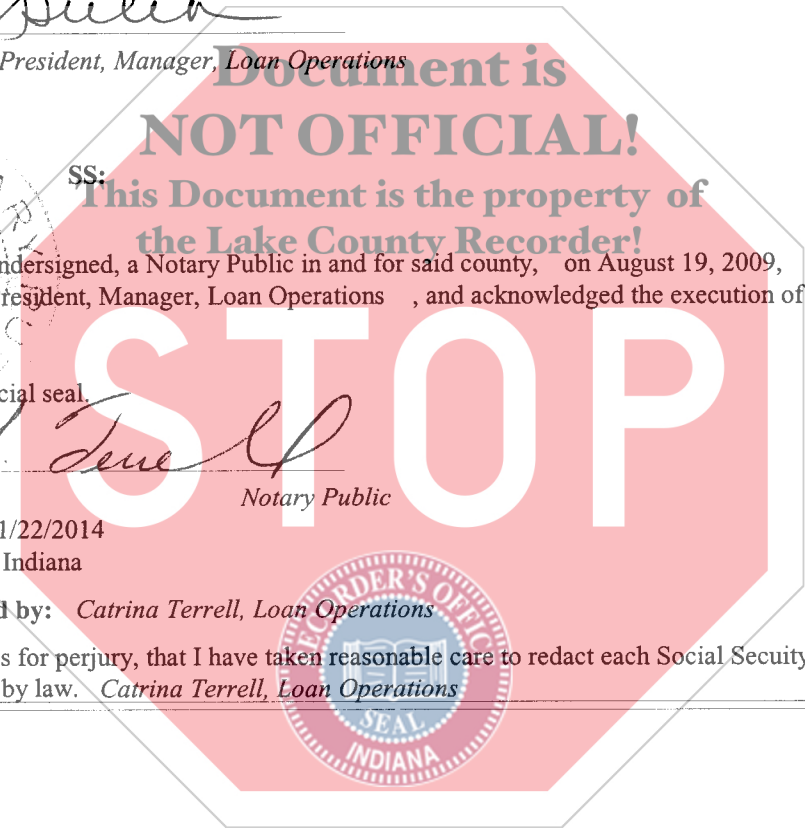 President, Manager, Loan Operations
Document is
NOT OFFICIAL!
SS:
This Document is the property of
the Lake County Recorder!
ndersigned, a Notary Public in and for said county, on August 19, 2009,
resident, Manager, Loan Operations , and acknowledged the execution of
STOP
cial seal.
Notary Public
1/22/2014
Indiana
d by: Catrina Terrell, Loan Operations
s for perjury, that I have taken reasonable care to redact each Social Secuity
by law. Catrina Terrell, Loan Operations
RECORDER'S OFFICE
SEAL
INDIANA